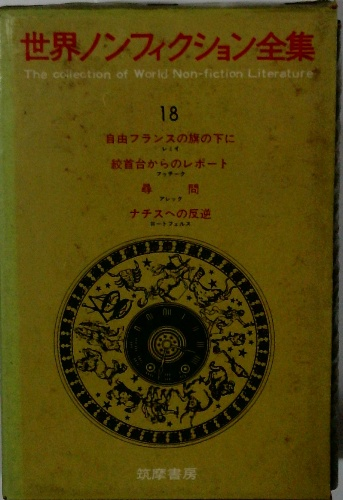 世界ノンフィクション全集
The collection of World Non-fiction Literature
18
自由フランスの旗の下に
レミイ
絞首台からのレポート
フゥチーク
尋 問
アレッグ
ナチスへの反逆
ロートフェルス
筑摩書房